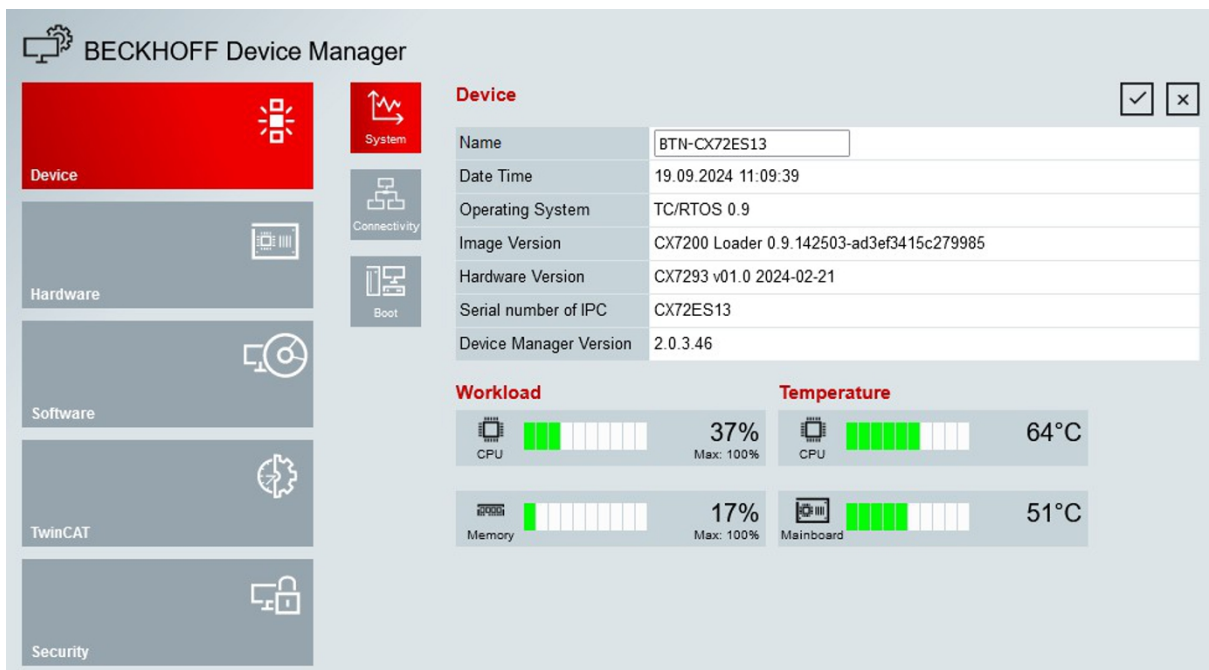 BECKHOFF Device Manager
Device
Hardware
Software
TwinCAT
Security
System
Connectivity
Boot
Device
Name BTN-CX72ES13
Date Time 19.09.2024 11:09:39
Operating System TC/RTOS 0.9
Image Version CX7200 Loader 0.9.142503-ad3ef3415c279985
Hardware Version CX7293 v01.0 2024-02-21
Serial number of IPC CX72ES13
Device Manager Version 2.0.3.46
Workload
CPU 37%
Max: 100%
Memory 17%
Max: 100%
Temperature
CPU 64°C
Mainboard 51°C